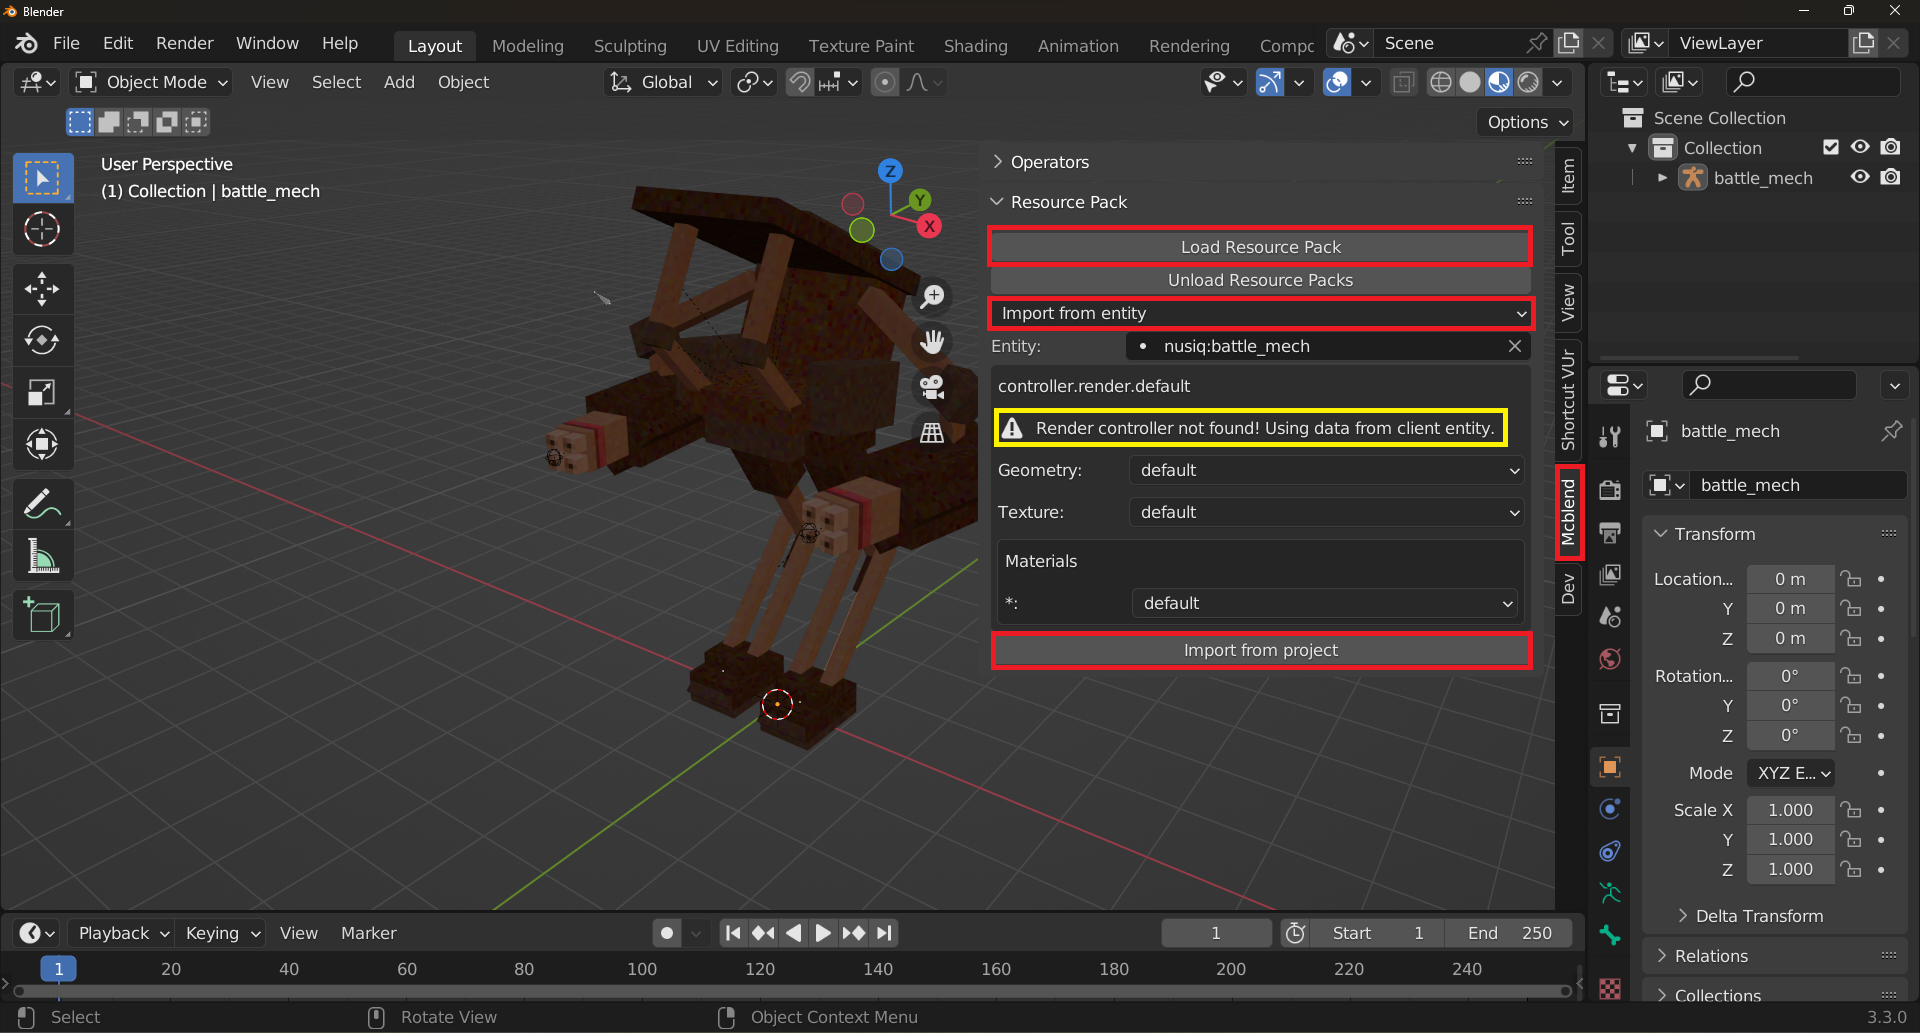 Blender
File Edit Render Window Help Layout Modeling Sculpting UV Editing Texture Paint Shading Animation Rendering Compc Scene ViewLayer
Object Mode View Select Add Object Global
Options
User Perspective
(1) Collection | battle_mech
Z
Y
X
Operators
Resource Pack
Load Resource Pack
Unload Resource Packs
Import from entity
Entity: nusiq:battle_mech
controller.render.default
Render controller not found! Using data from client entity.
Geometry: default
Texture: default
Materials
*: default
Import from project
Item
Tool
View
Shortcut VUr
Mcblend
Dev
Scene Collection
Collection
battle_mech
battle_mech
battle_mech
Transform
Location... 0 m
Y 0 m
Z 0 m
Rotation... 0°
Y 0°
Z 0°
Mode XYZ E...
Scale X 1.000
Y 1.000
Z 1.000
Delta Transform
Relations
Collections
Playback Keying View Marker 1 Start 1 End 250
1 20 40 60 80 100 120 140 160 180 200 220 240
Select Rotate View Object Context Menu 3.3.0